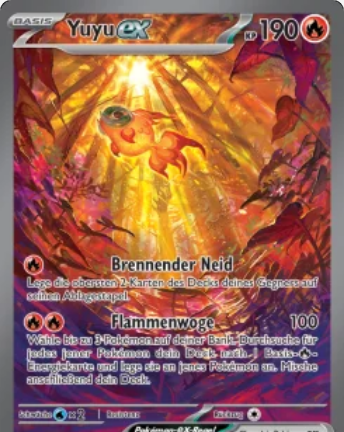 BASIS Yuyu ex KP 190
Brennender Neid
Lege die obersten 2 Karten des Decks deines Gegners auf
seinen Ablagestapel.
Flammenwoge 100
Wähle bis zu 3 Pokémon auf deiner Bank. Durchsuche für
jedes jener Pokémon dein Deck nach 1 Basis-
Energiekarte und lege sie an jenes Pokémon an. Mische
anschließend dein Deck.
Schwäche x2 Resistenz Rückzug
Pokémon-ex-Regel